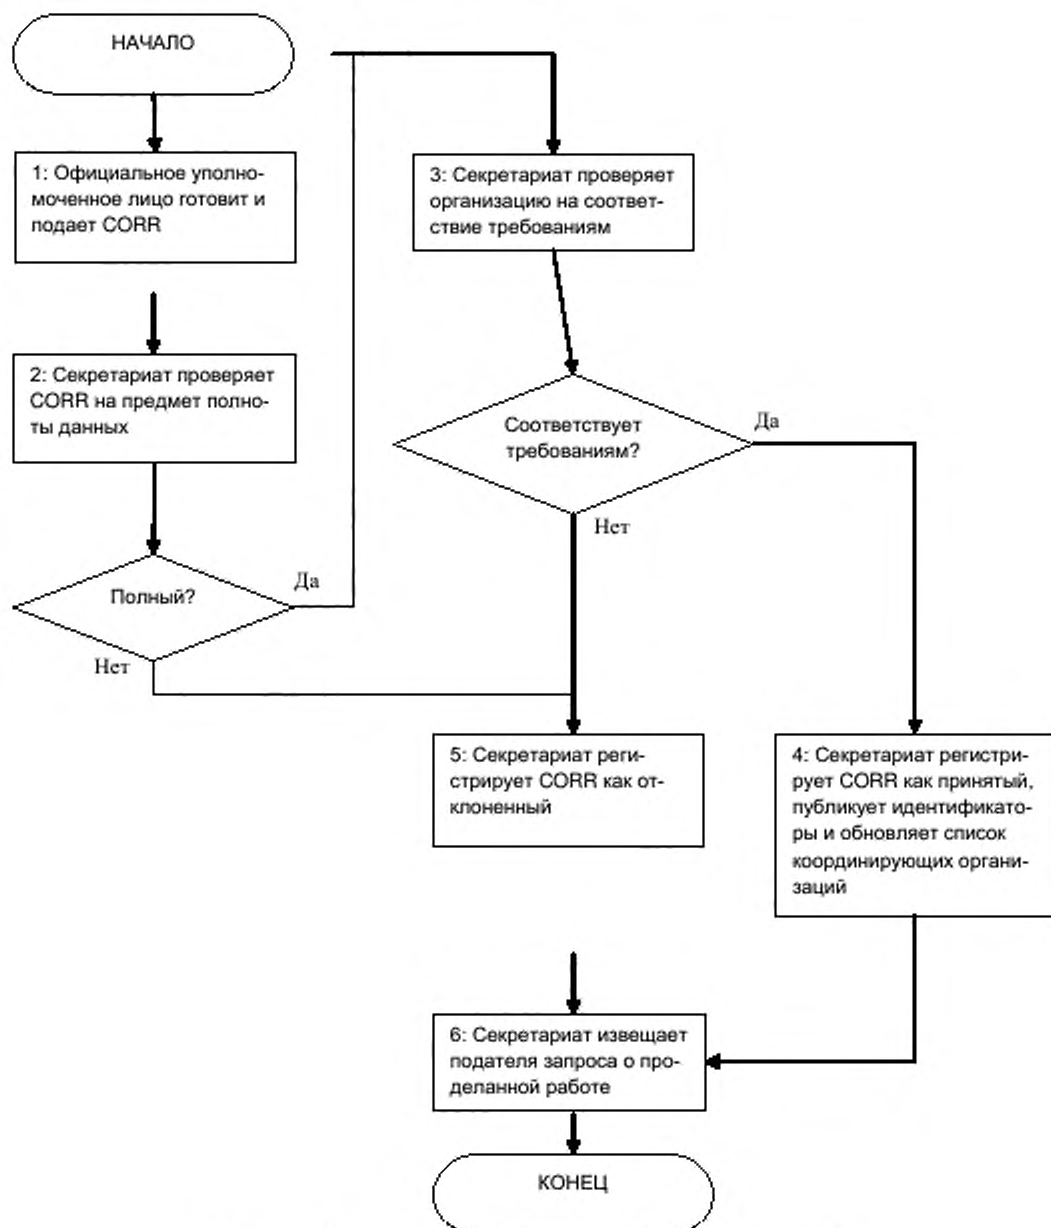 НАЧАЛО
1: Официальное уполно-
моченное лицо готовит и
подает CORR
2: Секретариат проверяет
CORR на предмет полно-
ты данных
Полный?
Да
Нет
3: Секретариат проверяет
организацию на соответ-
ствие требованиям
Соответствует
требованиям?
Да
Нет
5: Секретариат реги-
стрирует CORR как от-
клоненный
4: Секретариат регистри-
рует CORR как принятый,
публикует идентификато-
ры и обновляет список
координирующих органи-
заций
6: Секретариат извещает
подателя запроса о про-
деланной работе
КОНЕЦ